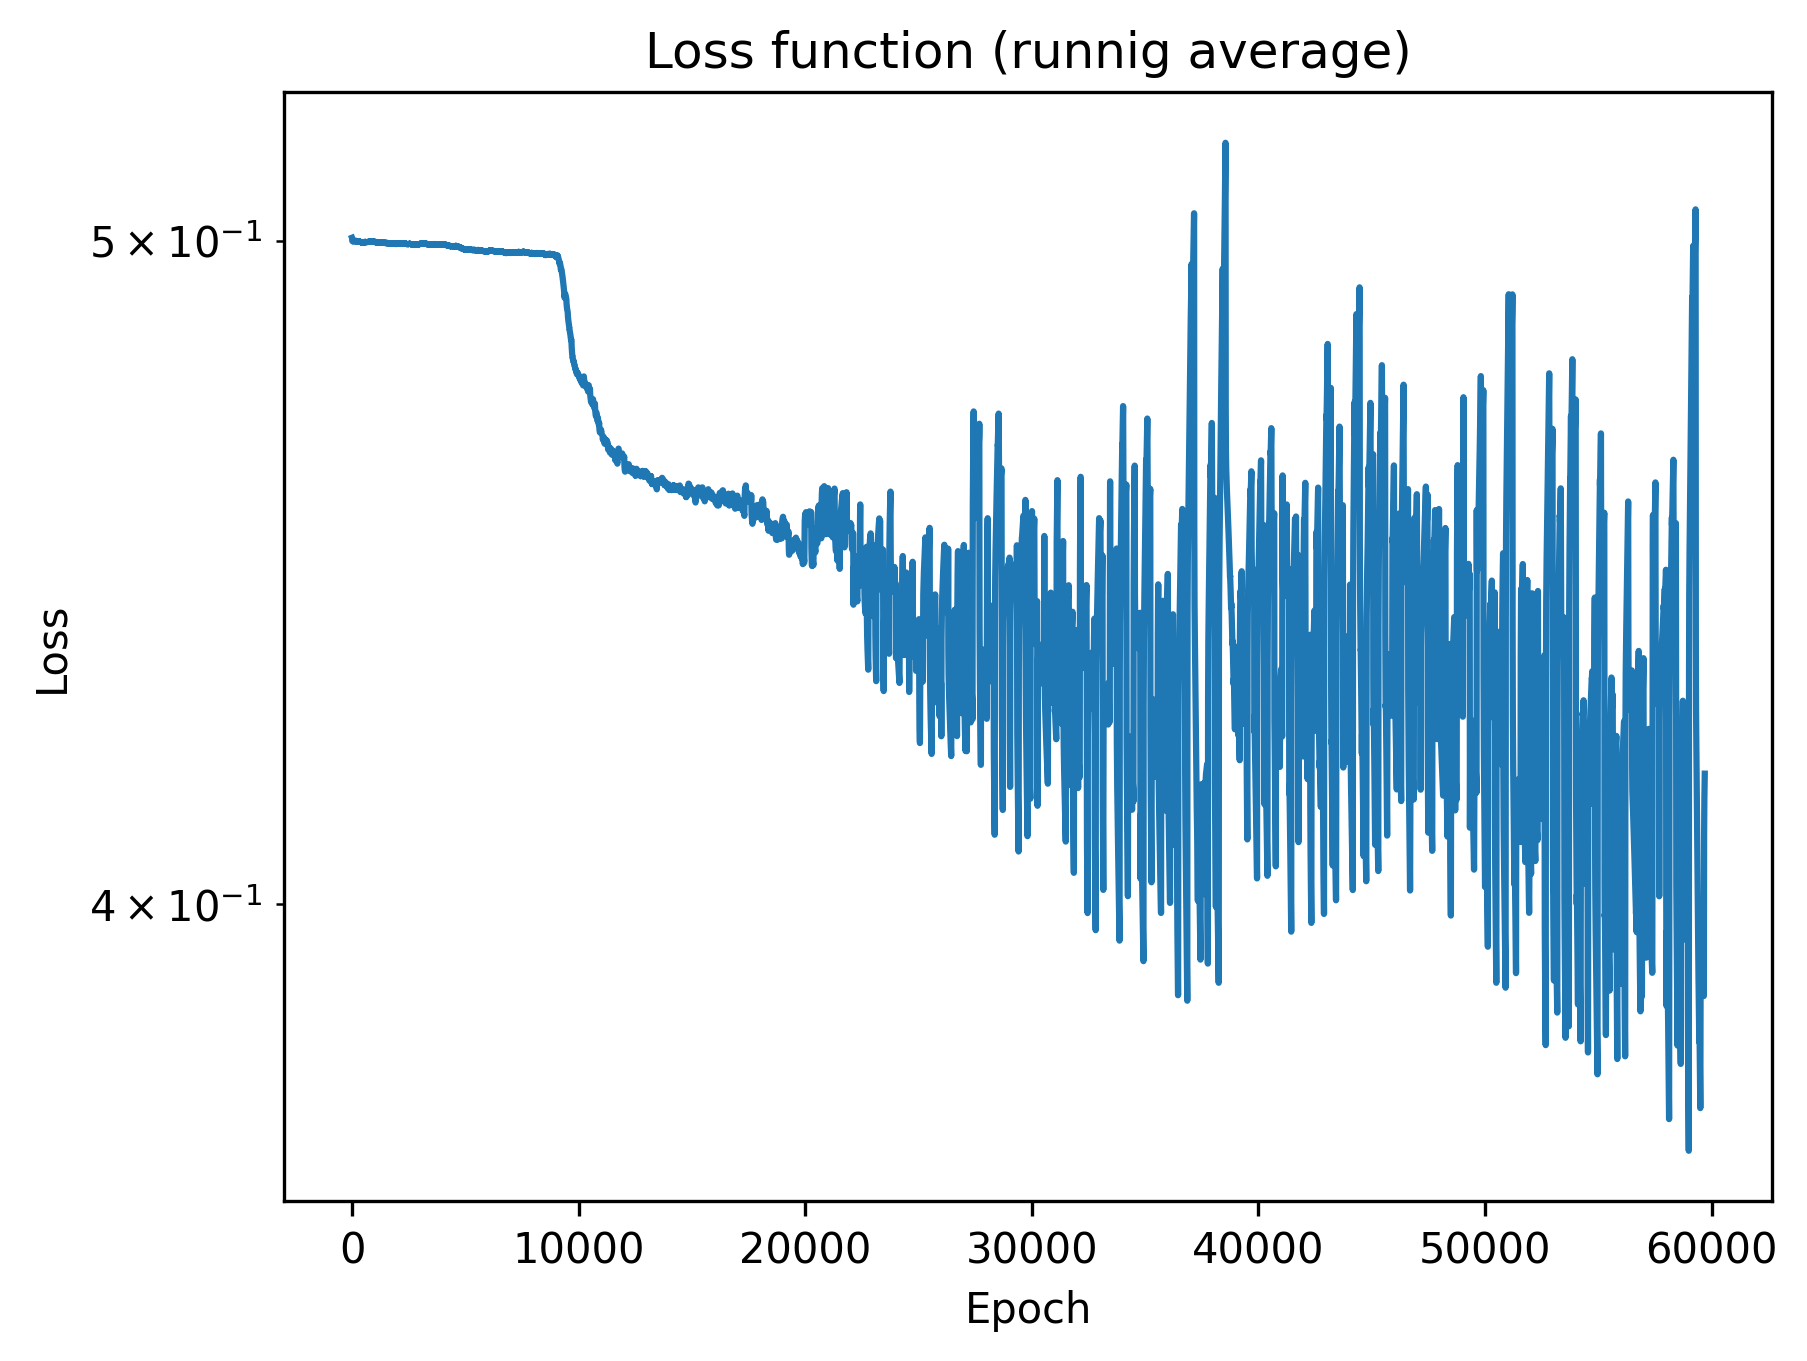 Loss function (runnig average)
5 × 10⁻¹
4 × 10⁻¹
Loss
0 10000 20000 30000 40000 50000 60000
Epoch